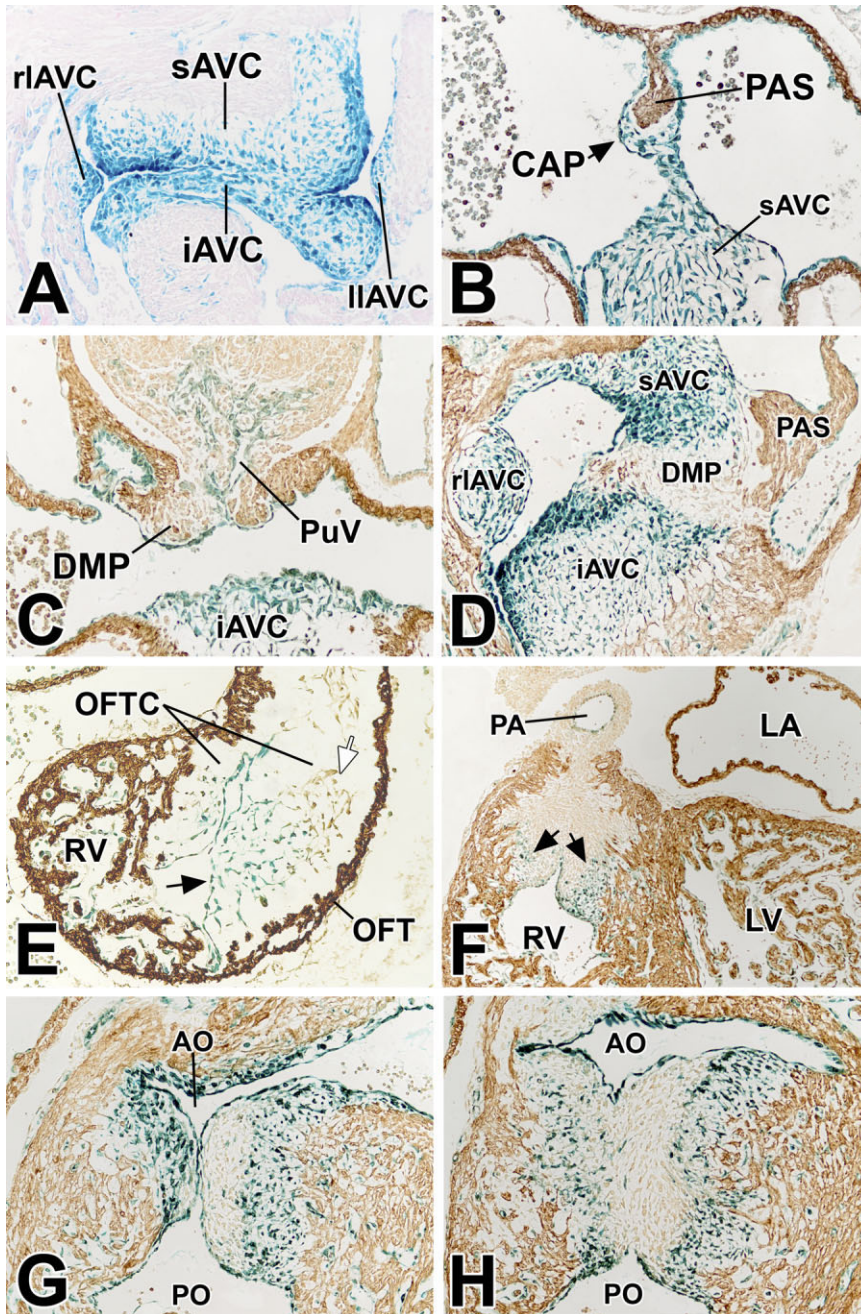 sAVC
rlAVC
iAVC
llAVC
A
PAS
CAP
sAVC
B
DMP
PuV
iAVC
C
sAVC
PAS
rlAVC
DMP
iAVC
D
OFTC
RV
OFT
E
PA
LA
RV
LV
F
AO
PO
G
AO
PO
H